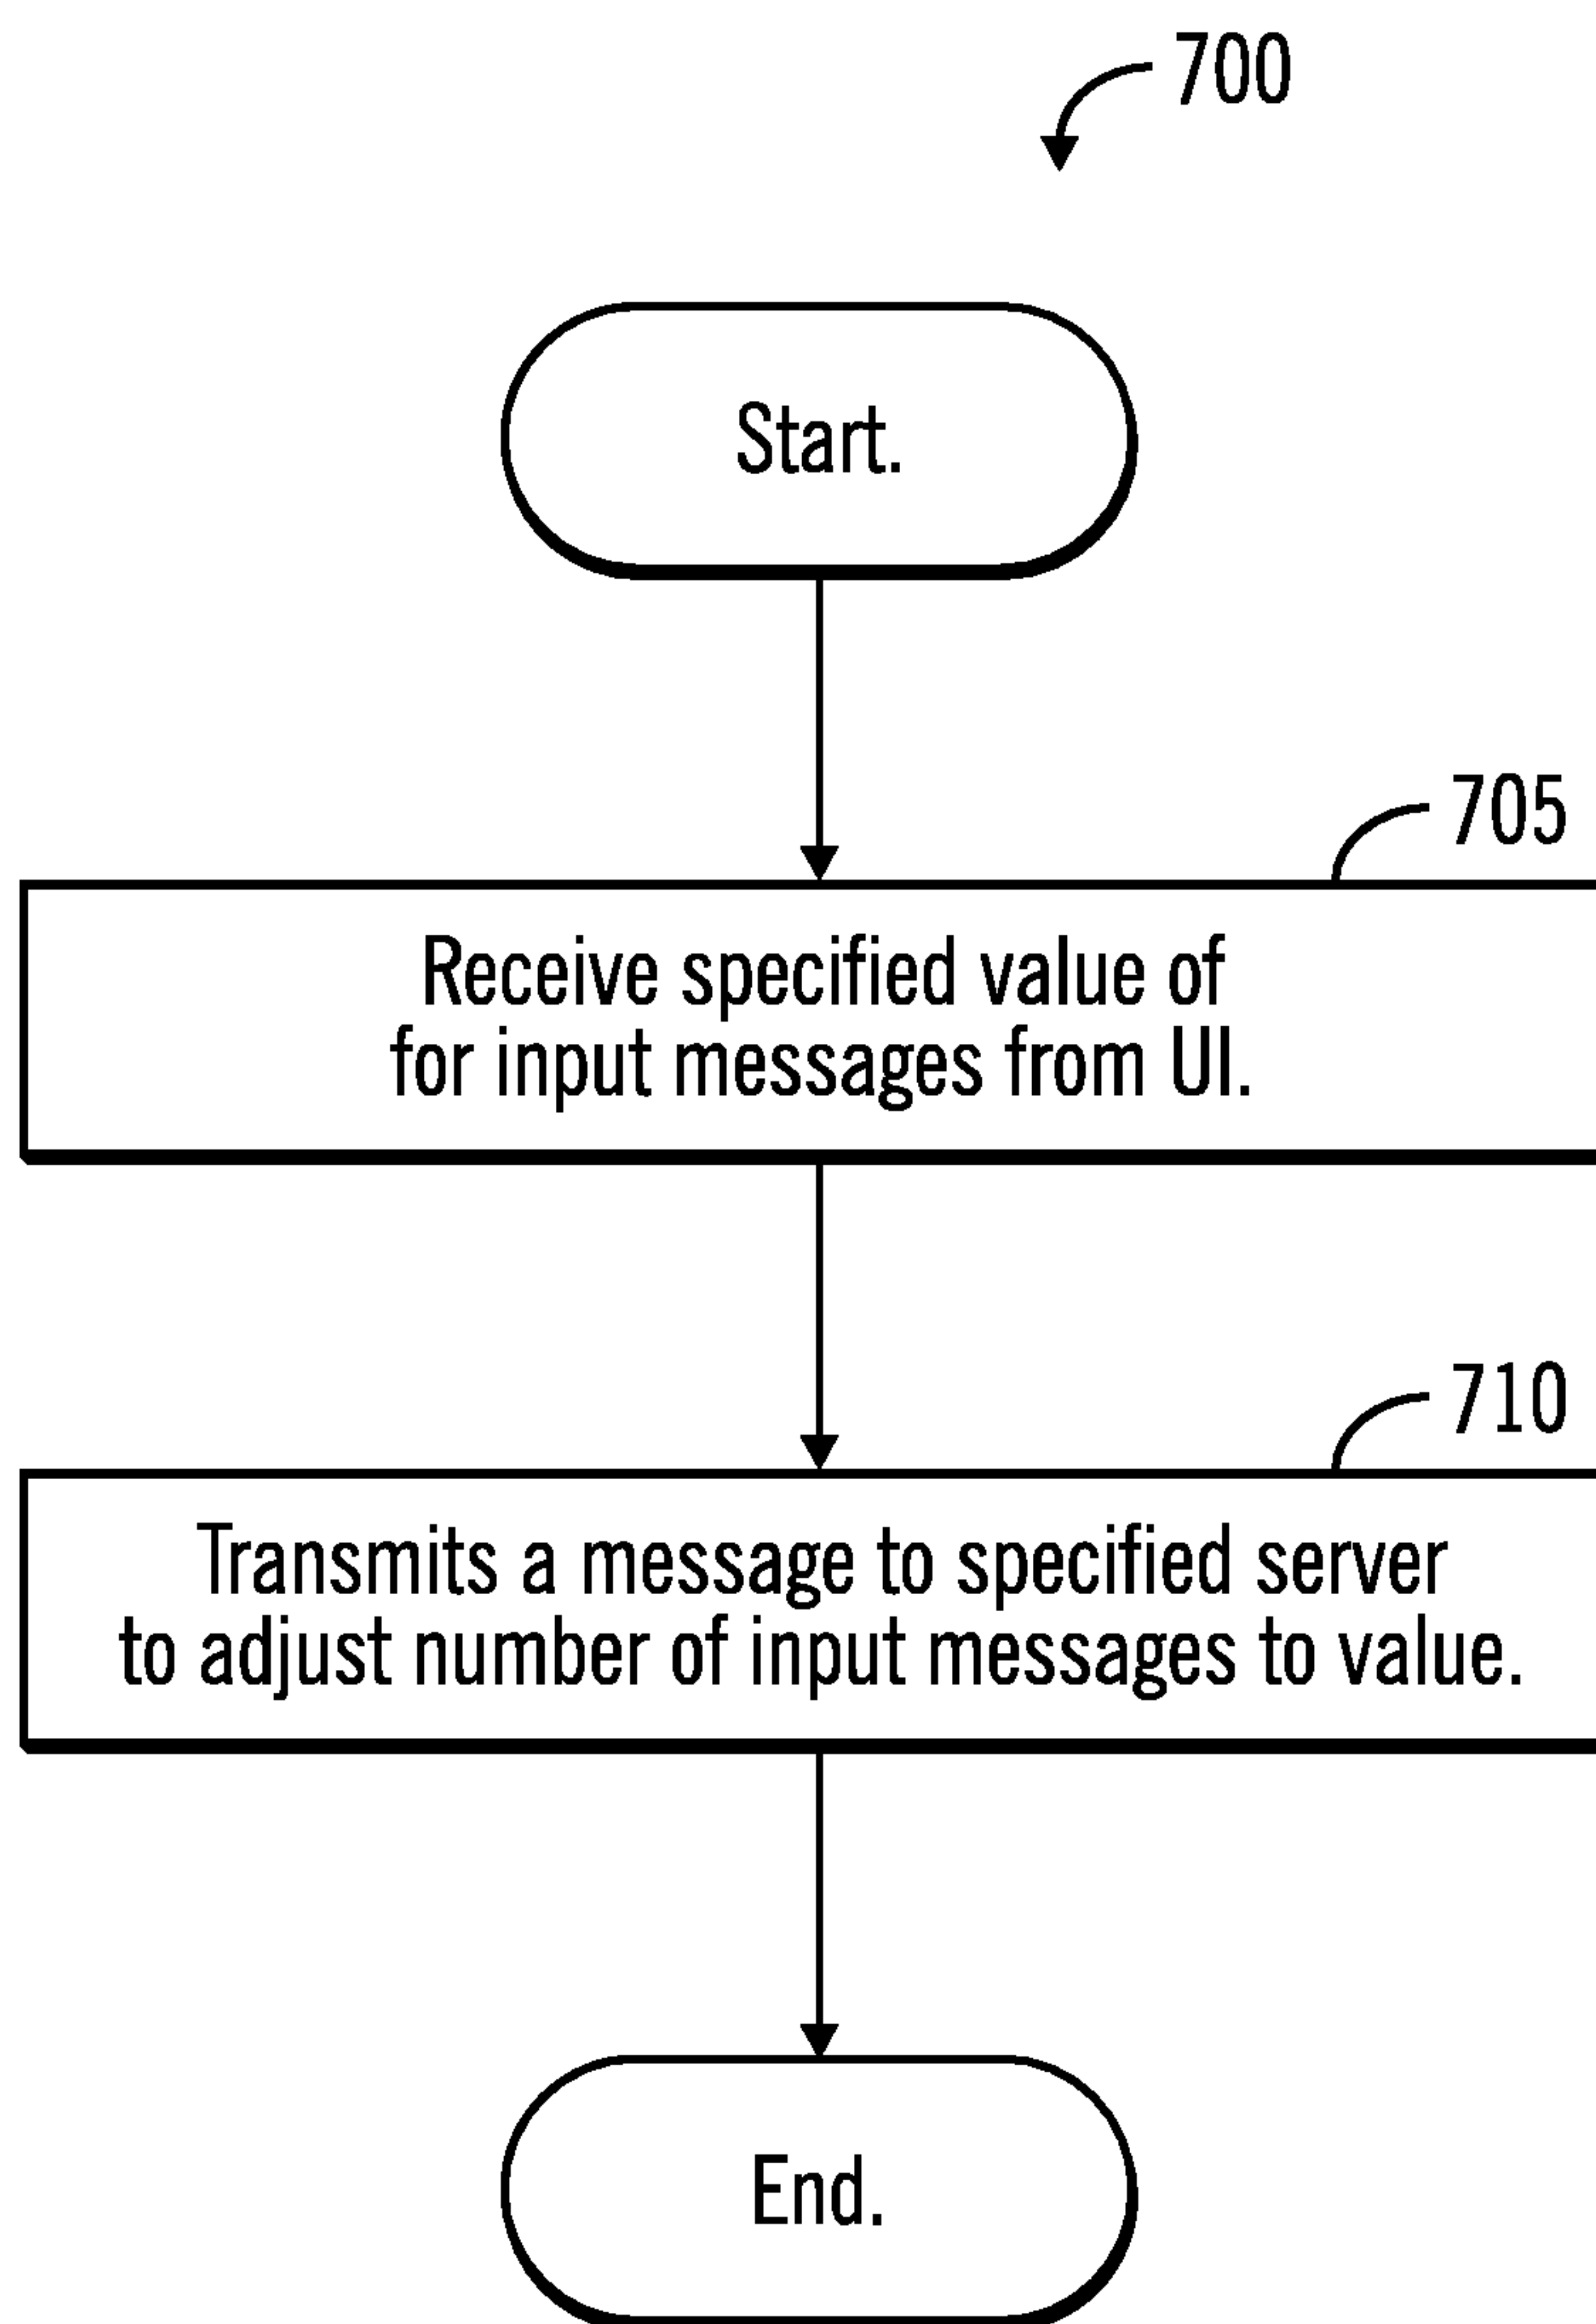 700
Start.
705
Receive specified value of
for input messages from UI.
710
Transmits a message to specified server
to adjust number of input messages to value.
End.